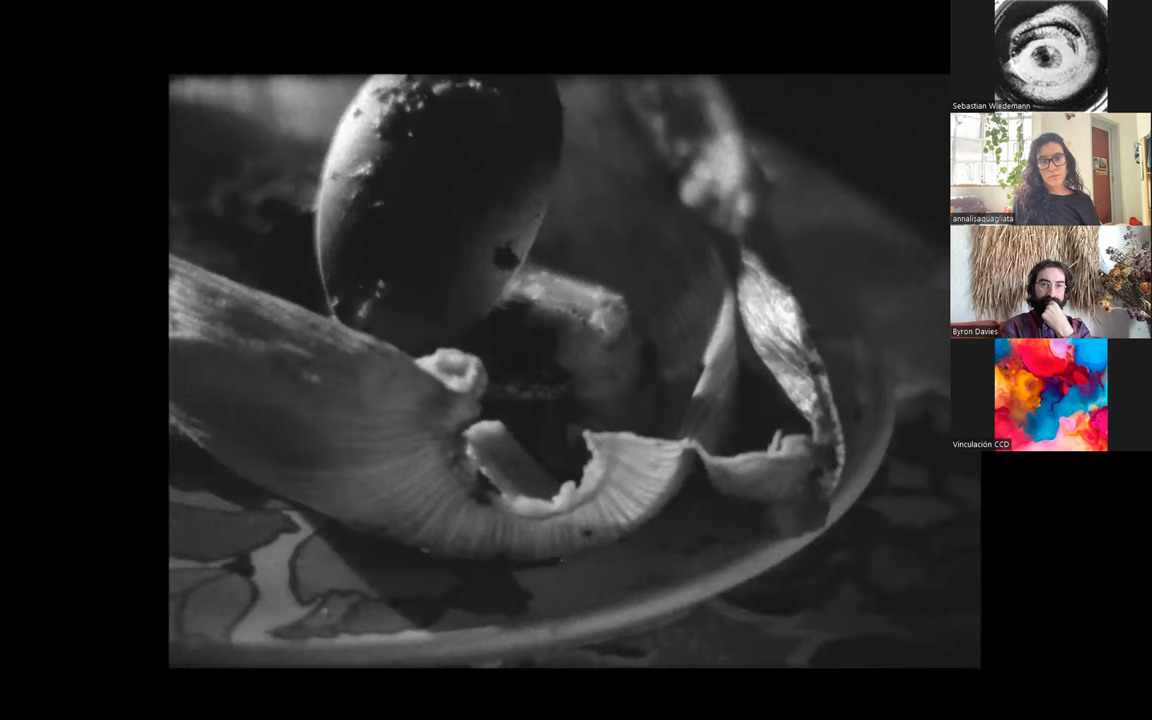 Sebastian Wiedemann
annalisaquagliata
Byron Davies
Vinculación CCD